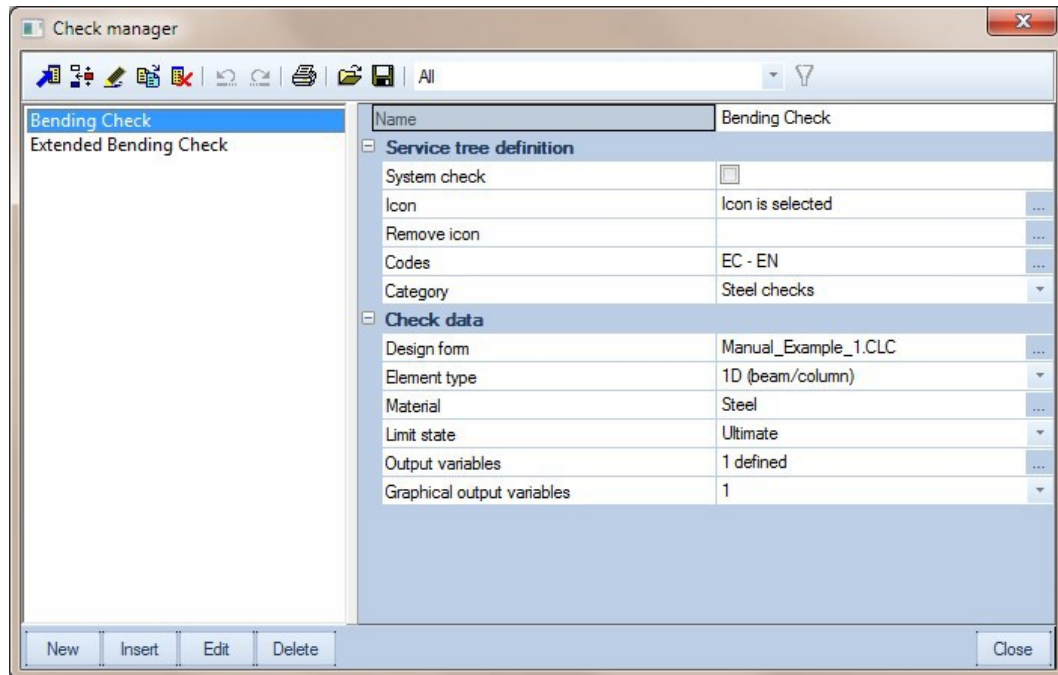 Check manager
All
Bending Check
Extended Bending Check
Name Bending Check
Service tree definition
System check
Icon Icon is selected ...
Remove icon ...
Codes EC - EN ...
Category Steel checks
Check data
Design form Manual_Example_1.CLC ...
Element type 1D (beam/column)
Material Steel ...
Limit state Ultimate
Output variables 1 defined ...
Graphical output variables 1
New Insert Edit Delete Close